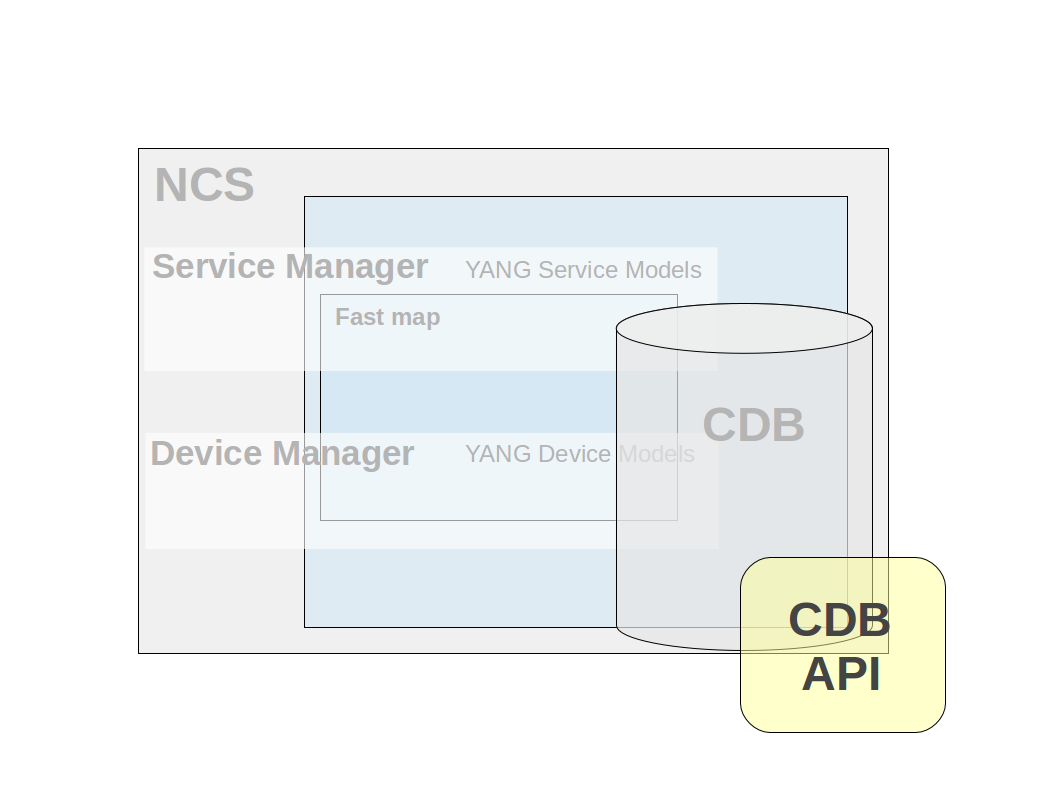 NCS
Service Manager
YANG Service Models
Fast map
CDB
Device Manager
YANG Device Models
CDB
API